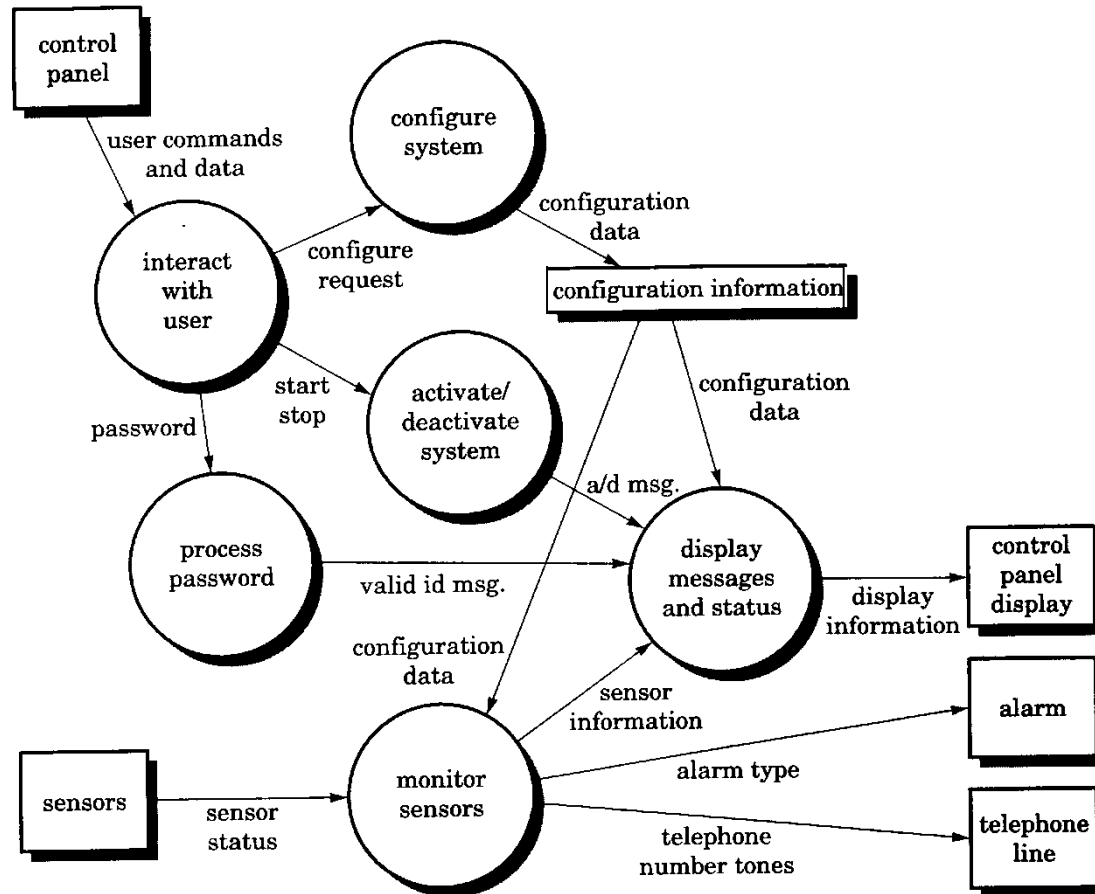 control
panel
user commands
and data
configure
system
configuration
data
interact
with
user
configure
request
configuration information
start
stop
activate/
deactivate
system
configuration
data
password
a/d msg.
process
password
valid id msg.
display
messages
and status
control
panel
display
display
information
configuration
data
sensor
information
alarm
sensors
sensor
status
monitor
sensors
alarm type
telephone
number tones
telephone
line